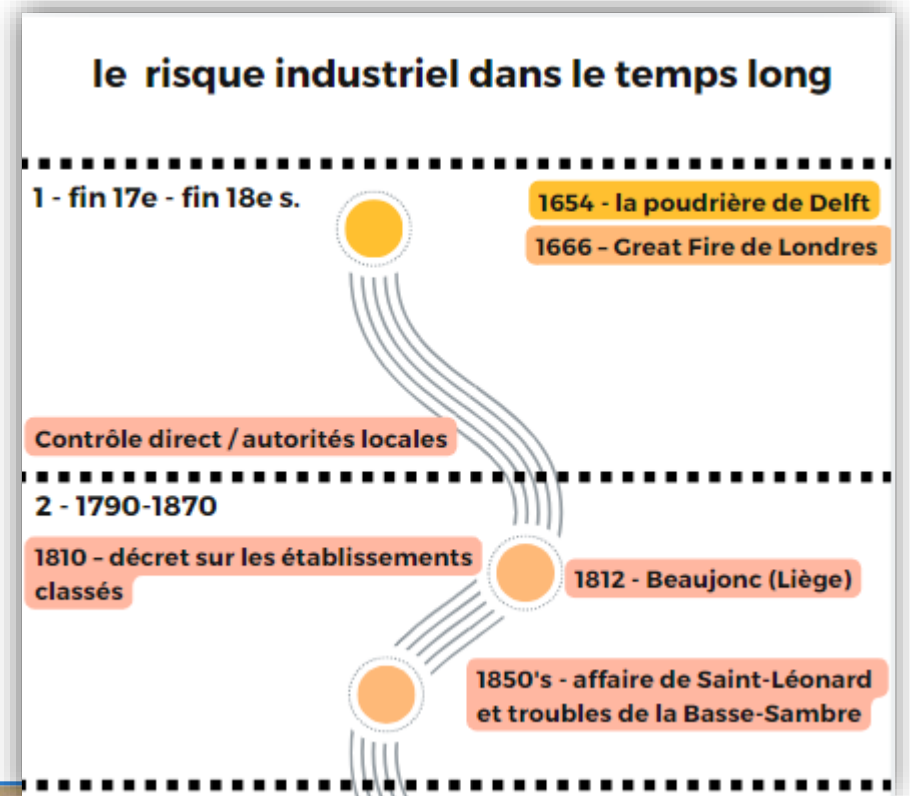 le risque industriel dans le temps long
1 - fin 17e - fin 18e s.
1654 - la poudrière de Delft
1666 – Great Fire de Londres
Contrôle direct / autorités locales
2 - 1790-1870
1810 – décret sur les établissements
classés
1812 - Beaujonc (Liège)
1850's - affaire de Saint-Léonard
et troubles de la Basse-Sambre